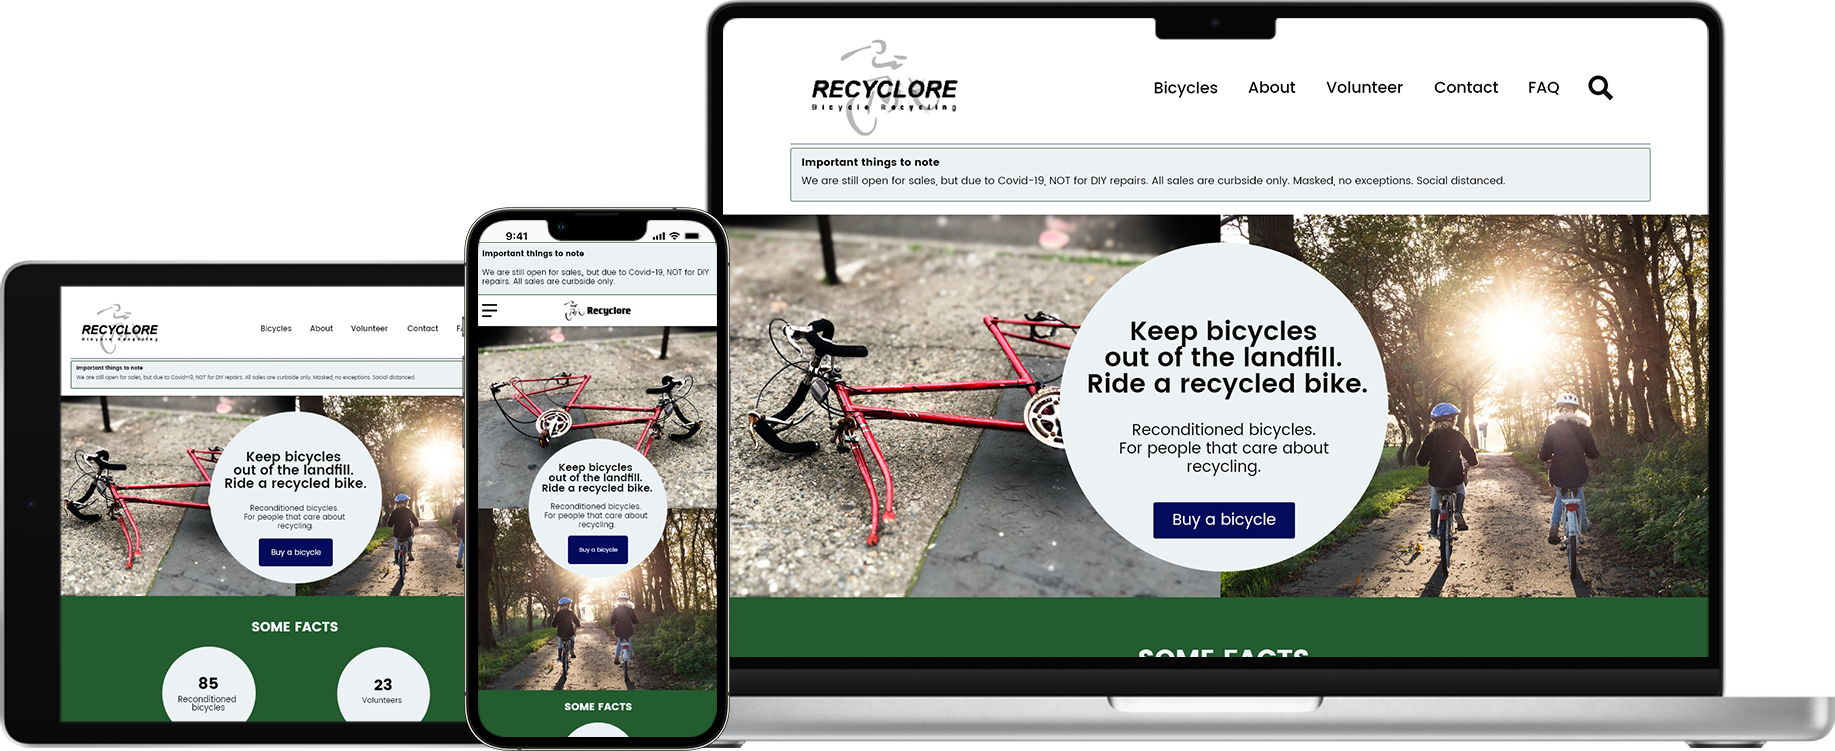 RECYCLORE
Bicycle Recycling
Bicycles About Volunteer Contact FAQ
Important things to note
We are still open for sales, but due to Covid-19, NOT for DIY repairs. All sales are curbside only. Masked, no exceptions. Social distanced.
Keep bicycles
out of the landfill.
Ride a recycled bike.
Reconditioned bicycles.
For people that care about
recycling.
Buy a bicycle
SOME FACTS
9:41
Important things to note
We are still open for sales,, but due to Covid-19, NOT for DIY
repairs. All sales are curbside only.
Recyclore
Keep bicycles
out of the landfill.
Ride a recycled bike.
Reconditioned bicycles.
For people that care about
recycling.
Buy a bicycle
SOME FACTS
RECYCLORE
Bicycle Recycling
Bicycles About Volunteer Contact
Important things to note
We are still open for sales, but due to Covid-19, NOT for DIY repairs. All sales are curbside only. Masked, no exceptions. Social distanced.
Keep bicycles
out of the landfill.
Ride a recycled bike.
Reconditioned bicycles.
For people that care about
recycling.
Buy a bicycle
SOME FACTS
85
Reconditioned
bicycles
23
Volunteers